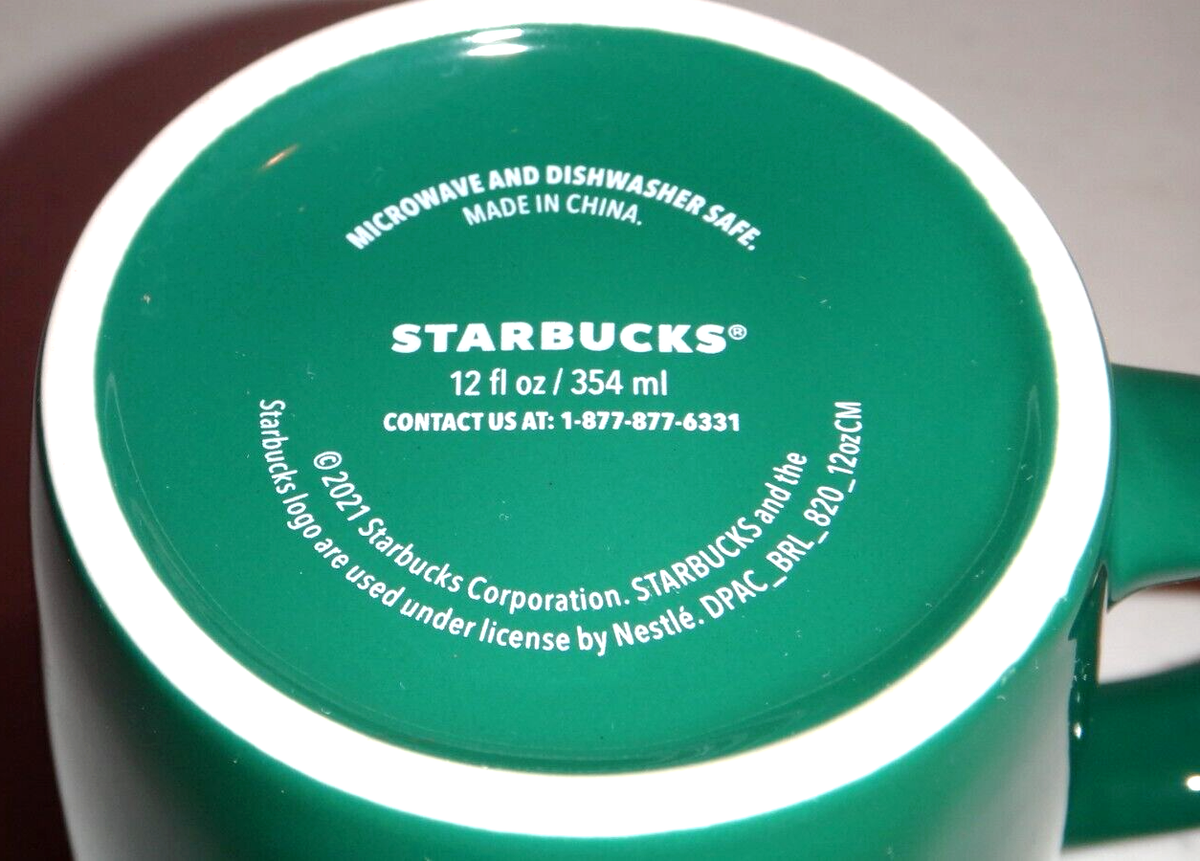 MICROWAVE AND DISHWASHER SAFE.
MADE IN CHINA.
STARBUCKS®
12 fl oz / 354 ml
CONTACT US AT: 1-877-877-6331
© 2021 Starbucks Corporation. STARBUCKS and the
Starbucks logo are used under license by Nestlé. DPAC_BRL_820_12ozCM